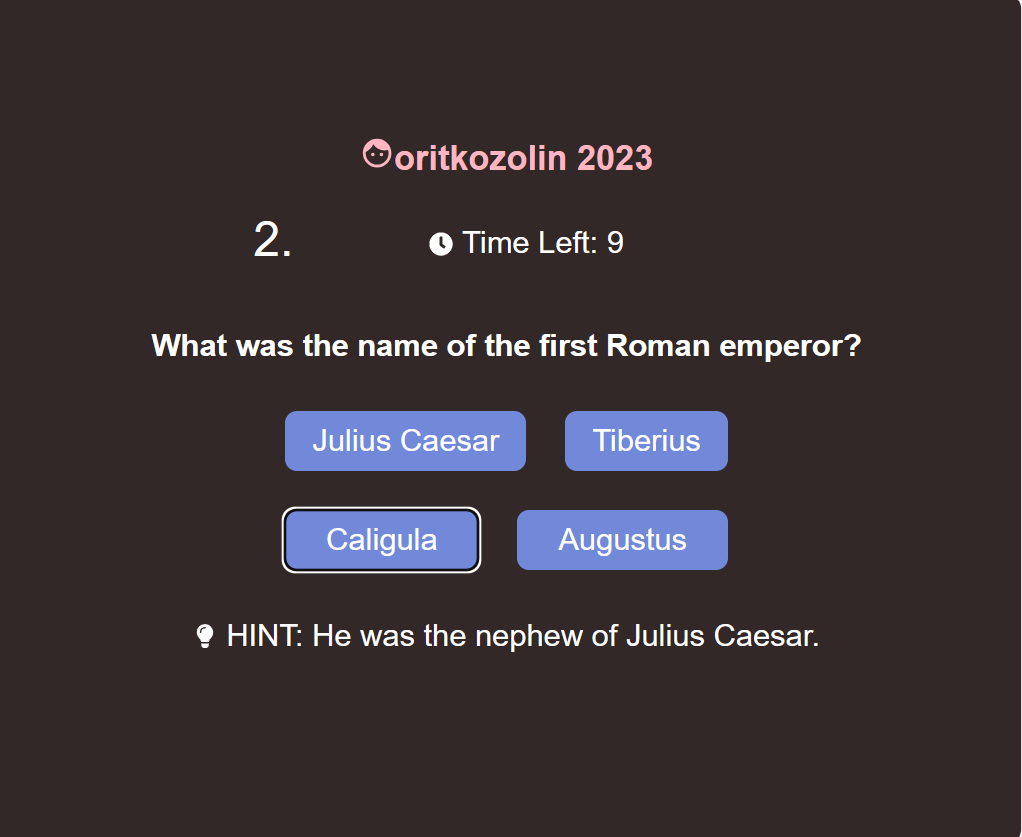 oritkozolin 2023
2. Time Left: 9
What was the name of the first Roman emperor?
Julius Caesar Tiberius
Caligula Augustus
HINT: He was the nephew of Julius Caesar.